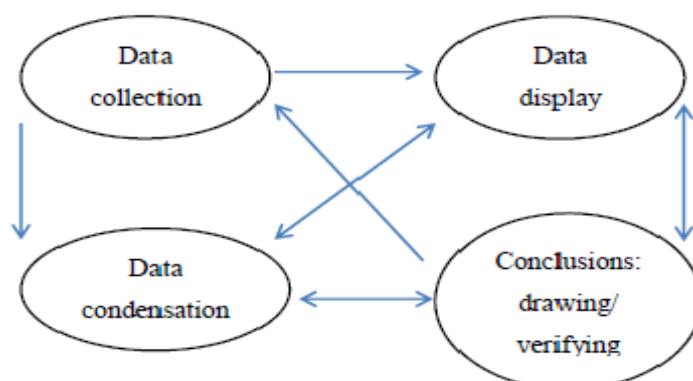 Data
collection
Data
display
Data
condensation
Conclusions:
drawing/
verifying